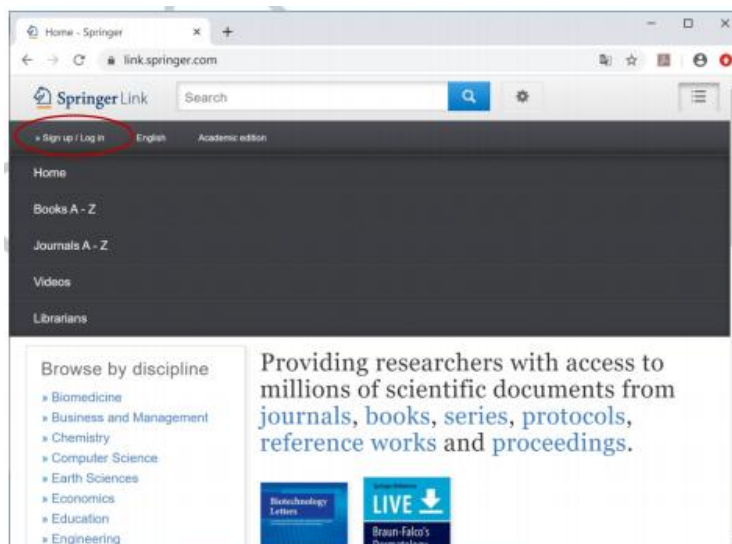 Home - Springer
link.springer.com
Springer Link
Search
» Sign up / Log in English Academic edition
Home
Books A - Z
Journals A - Z
Videos
Librarians
Browse by discipline
» Biomedicine
» Business and Management
» Chemistry
» Computer Science
» Earth Sciences
» Economics
» Education
» Engineering
Providing researchers with access to
millions of scientific documents from
journals, books, series, protocols,
reference works and proceedings.
Biotechnology
Letters
LIVE
Braun-Falco's
Dermatology